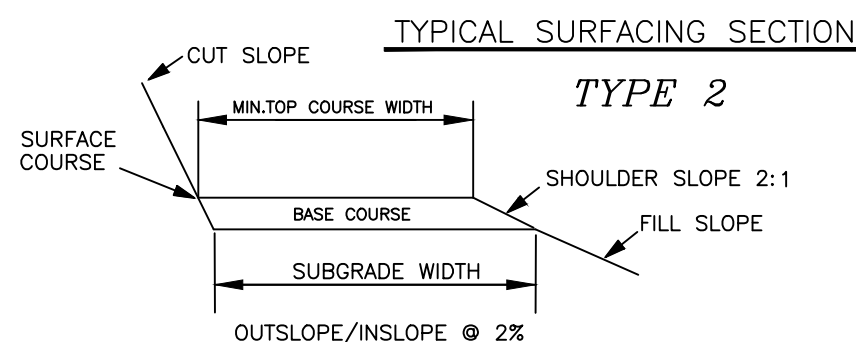 TYPICAL SURFACING SECTION
TYPE 2
CUT SLOPE
MIN.TOP COURSE WIDTH
SURFACE
COURSE
SHOULDER SLOPE 2:1
BASE COURSE
FILL SLOPE
SUBGRADE WIDTH
OUTSLOPE/INSLOPE @ 2%